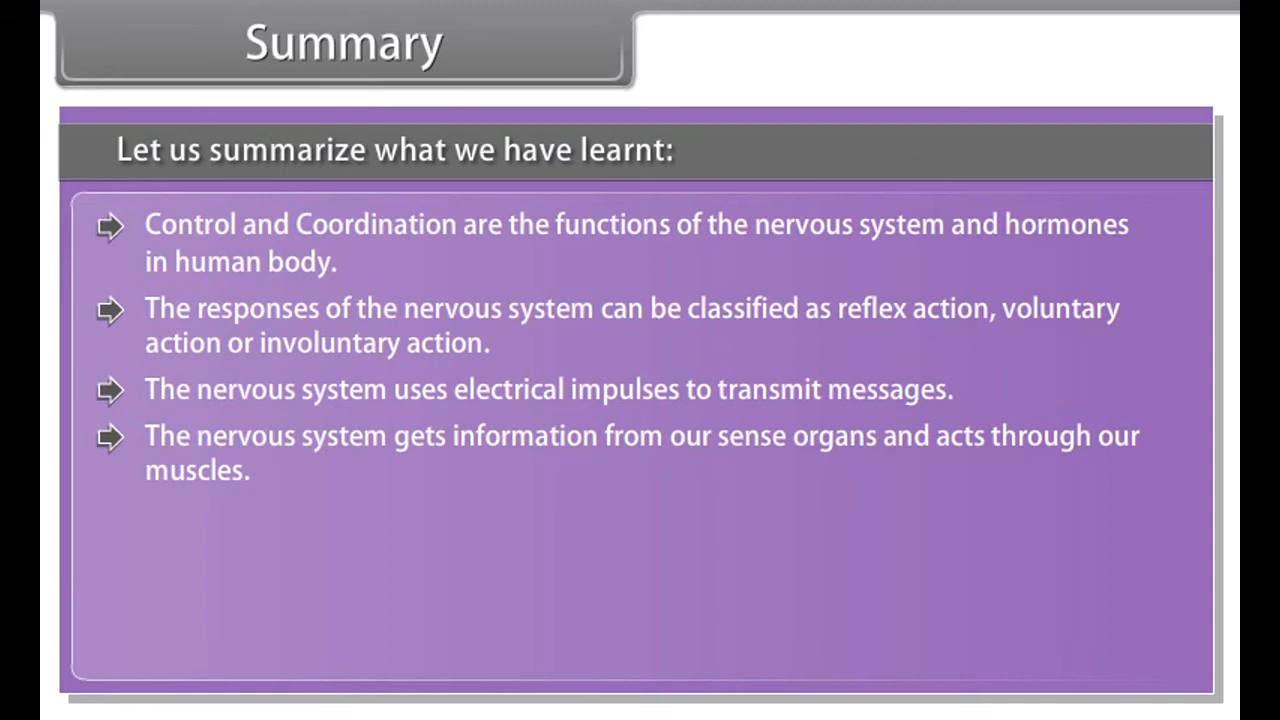 Summary
Let us summarize what we have learnt:
Control and Coordination are the functions of the nervous system and hormones
in human body.
The responses of the nervous system can be classified as reflex action, voluntary
action or involuntary action.
The nervous system uses electrical impulses to transmit messages.
The nervous system gets information from our sense organs and acts through our
muscles.